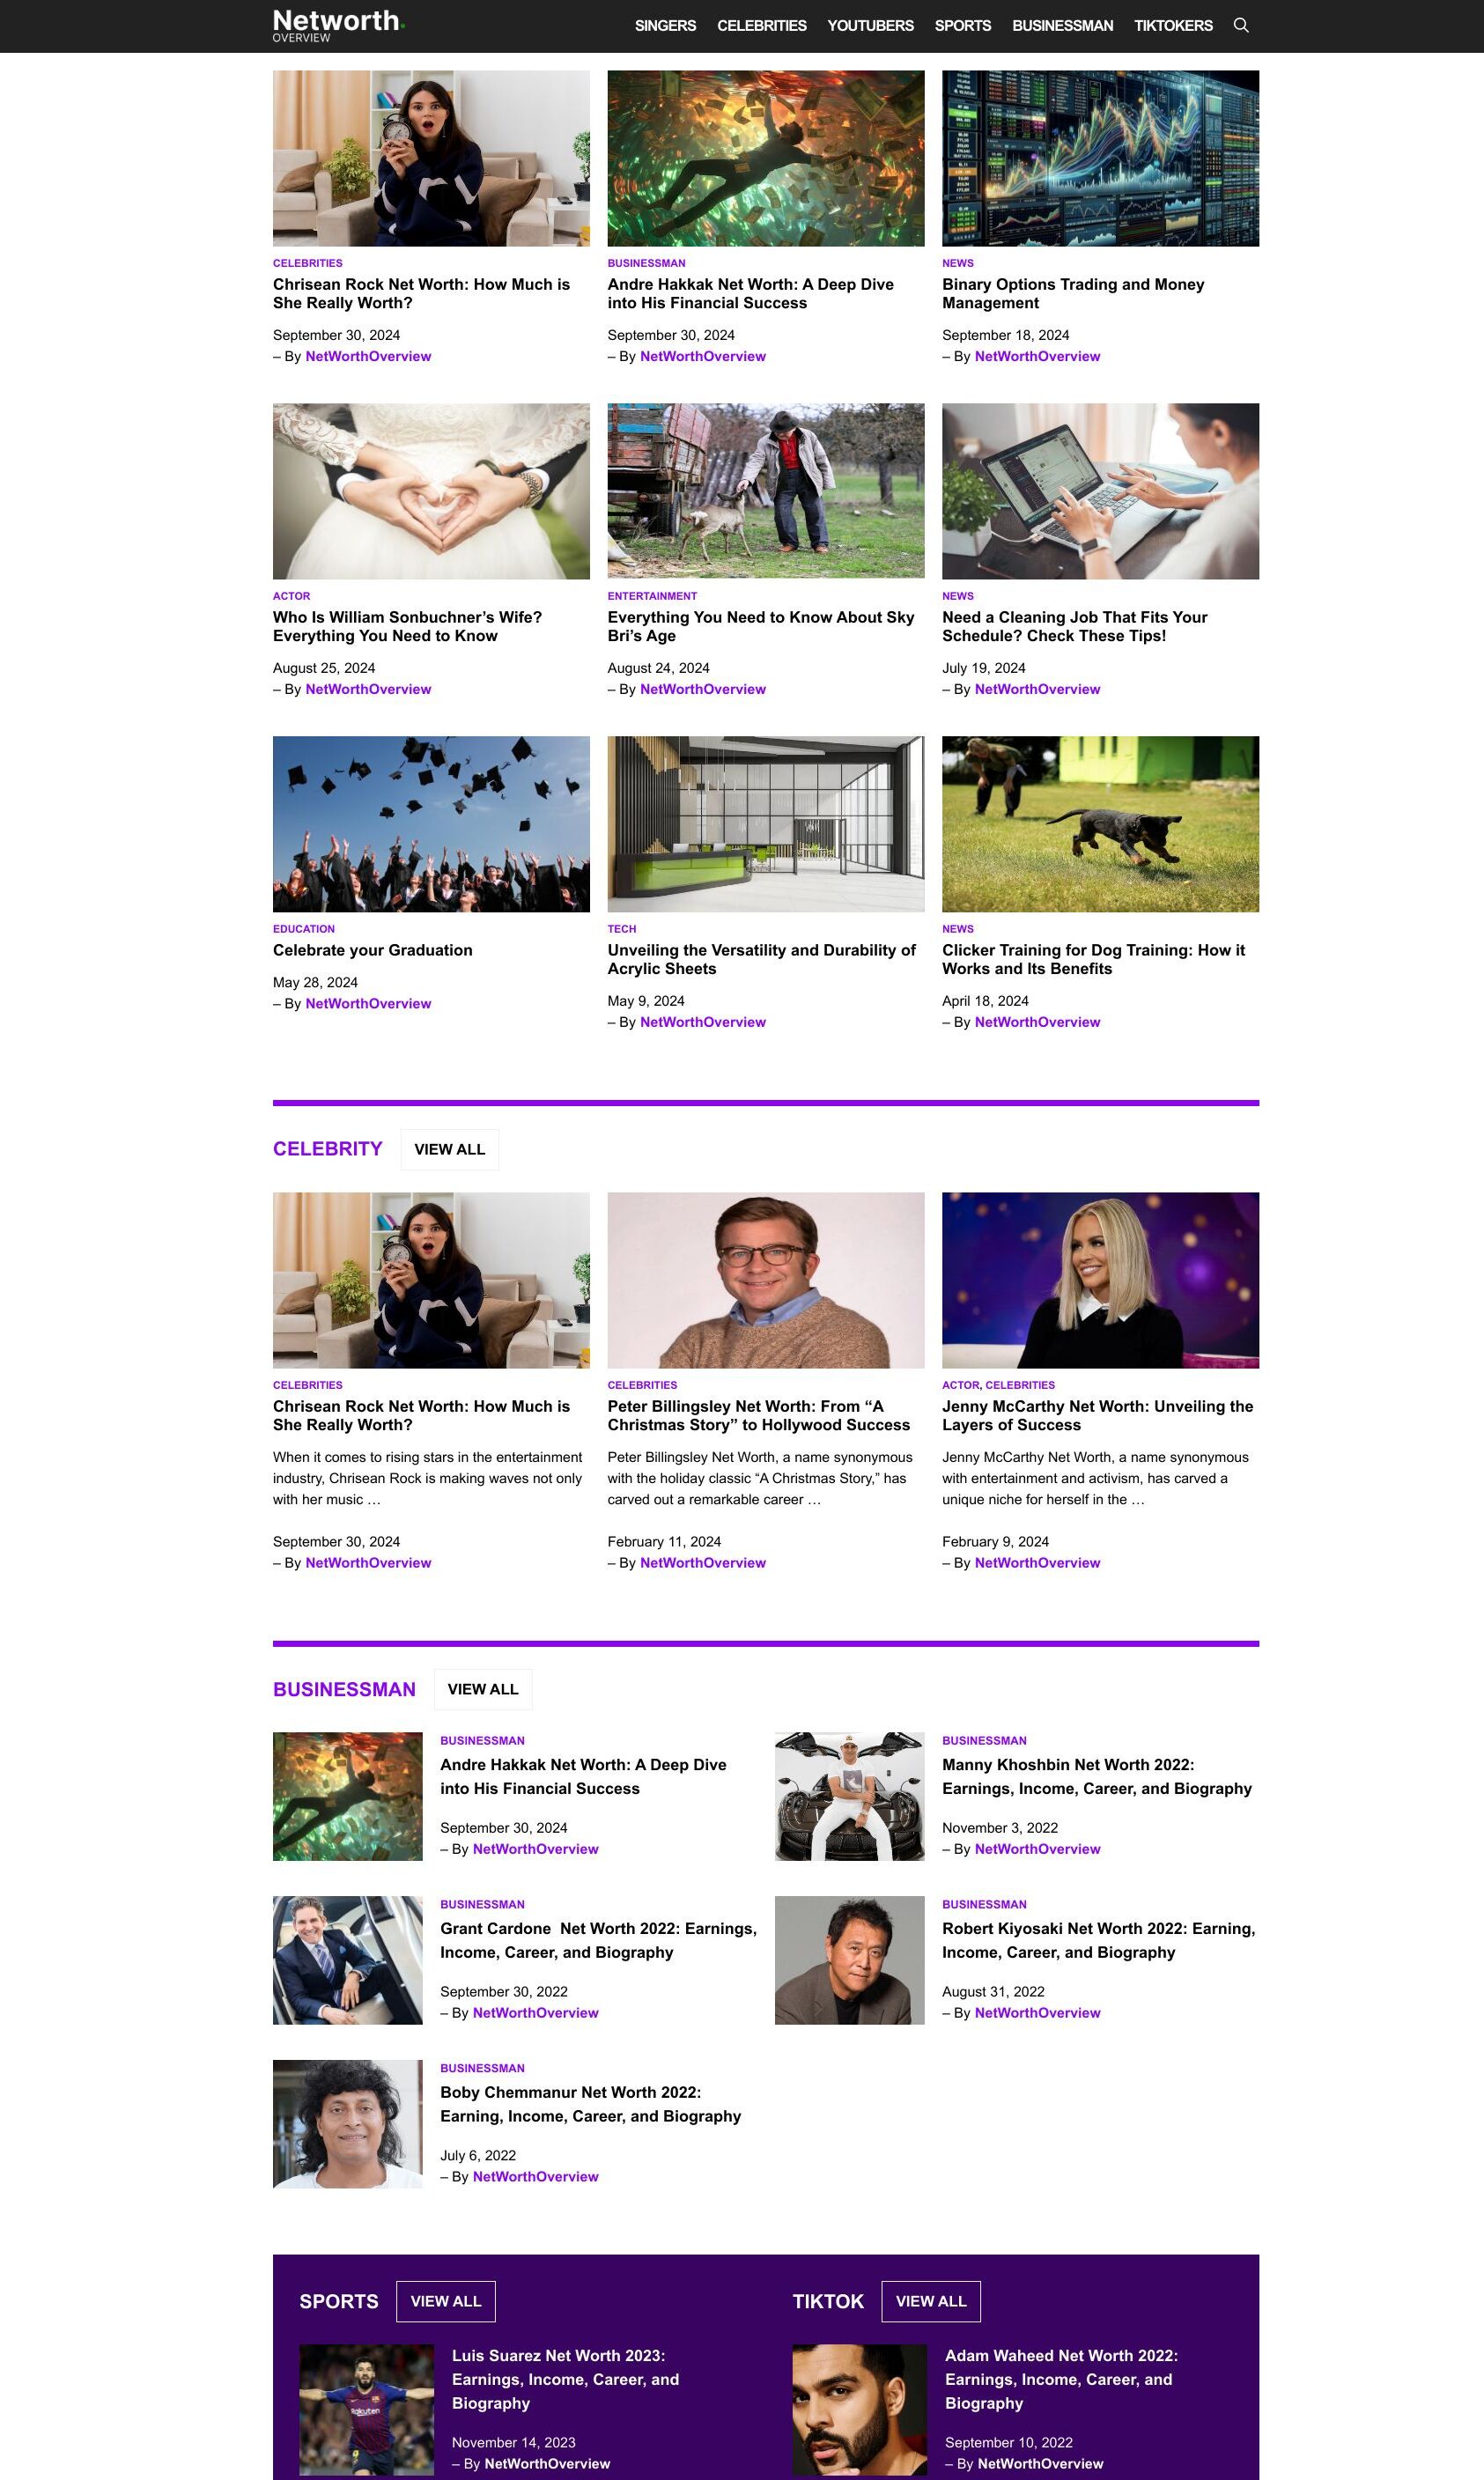 Networth.
OVERVIEW
SINGERS CELEBRITIES YOUTUBERS SPORTS BUSINESSMAN TIKTOKERS
CELEBRITIES
Chrisean Rock Net Worth: How Much is
She Really Worth?
September 30, 2024
– By NetWorthOverview
BUSINESSMAN
Andre Hakkak Net Worth: A Deep Dive
into His Financial Success
September 30, 2024
– By NetWorthOverview
NEWS
Binary Options Trading and Money
Management
September 18, 2024
– By NetWorthOverview
ACTOR
Who Is William Sonbuchner’s Wife?
Everything You Need to Know
August 25, 2024
– By NetWorthOverview
ENTERTAINMENT
Everything You Need to Know About Sky
Bri’s Age
August 24, 2024
– By NetWorthOverview
NEWS
Need a Cleaning Job That Fits Your
Schedule? Check These Tips!
July 19, 2024
– By NetWorthOverview
EDUCATION
Celebrate your Graduation
May 28, 2024
– By NetWorthOverview
TECH
Unveiling the Versatility and Durability of
Acrylic Sheets
May 9, 2024
– By NetWorthOverview
NEWS
Clicker Training for Dog Training: How it
Works and Its Benefits
April 18, 2024
– By NetWorthOverview
CELEBRITY VIEW ALL
CELEBRITIES
Chrisean Rock Net Worth: How Much is
She Really Worth?
When it comes to rising stars in the entertainment
industry, Chrisean Rock is making waves not only
with her music …
September 30, 2024
– By NetWorthOverview
CELEBRITIES
Peter Billingsley Net Worth: From “A
Christmas Story” to Hollywood Success
Peter Billingsley Net Worth, a name synonymous
with the holiday classic “A Christmas Story,” has
carved out a remarkable career …
February 11, 2024
– By NetWorthOverview
ACTOR, CELEBRITIES
Jenny McCarthy Net Worth: Unveiling the
Layers of Success
Jenny McCarthy Net Worth, a name synonymous
with entertainment and activism, has carved a
unique niche for herself in the …
February 9, 2024
– By NetWorthOverview
BUSINESSMAN VIEW ALL
BUSINESSMAN
Andre Hakkak Net Worth: A Deep Dive
into His Financial Success
September 30, 2024
– By NetWorthOverview
BUSINESSMAN
Manny Khoshbin Net Worth 2022:
Earnings, Income, Career, and Biography
November 3, 2022
– By NetWorthOverview
BUSINESSMAN
Grant Cardone  Net Worth 2022: Earnings,
Income, Career, and Biography
September 30, 2022
– By NetWorthOverview
BUSINESSMAN
Robert Kiyosaki Net Worth 2022: Earning,
Income, Career, and Biography
August 31, 2022
– By NetWorthOverview
BUSINESSMAN
Boby Chemmanur Net Worth 2022:
Earning, Income, Career, and Biography
July 6, 2022
– By NetWorthOverview
SPORTS VIEW ALL
Rakuten
Luis Suarez Net Worth 2023:
Earnings, Income, Career, and
Biography
November 14, 2023
– By NetWorthOverview
TIKTOK VIEW ALL
Adam Waheed Net Worth 2022:
Earnings, Income, Career, and
Biography
September 10, 2022
– By NetWorthOverview